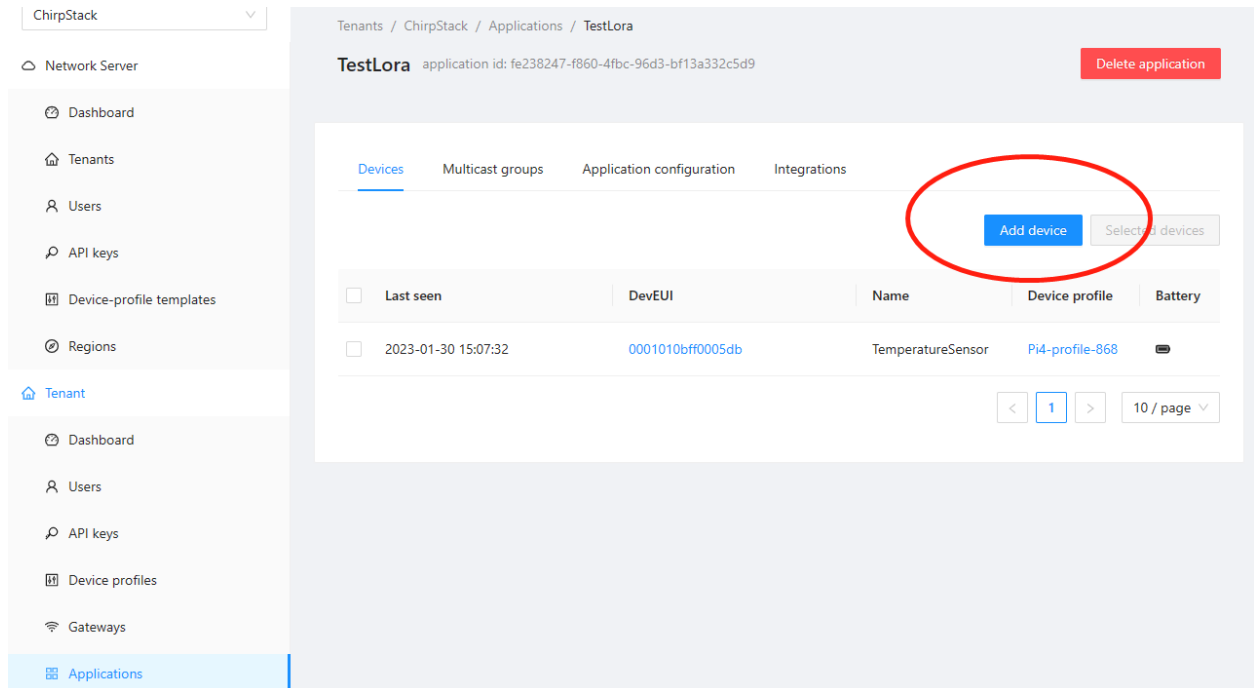 ChirpStack
Network Server
Dashboard
Tenants
Users
API keys
Device-profile templates
Regions
Tenant
Dashboard
Users
API keys
Device profiles
Gateways
Applications
Tenants / ChirpStack / Applications / TestLora
TestLora application id: fe238247-f860-4fbc-96d3-bf13a332c5d9
Delete application
Devices Multicast groups Application configuration Integrations
Add device Selected devices
Last seen DevEUI Name Device profile Battery
2023-01-30 15:07:32 0001010bff0005db TemperatureSensor Pi4-profile-868
< 1 > 10 / page